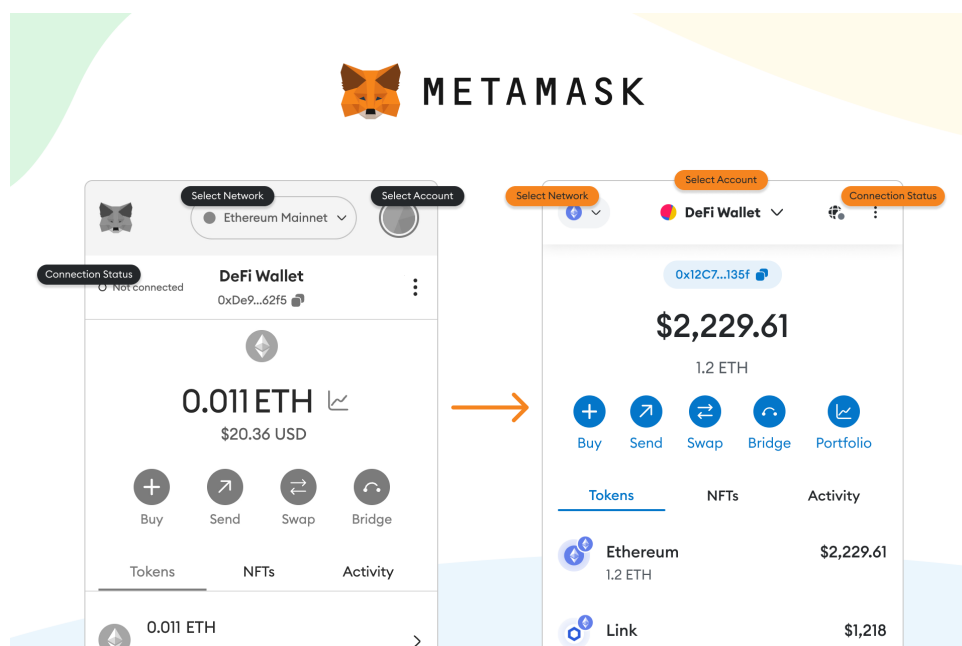 METAMASK
Select Network
Select Account
Ethereum Mainnet
Connection Status
Not connected
DeFi Wallet
0xDe9...62f5
0.011 ETH
$20.36 USD
Buy
Send
Swap
Bridge
Tokens
NFTs
Activity
0.011 ETH
Select Network
Select Account
Connection Status
DeFi Wallet
0x12C7...135f
$2,229.61
1.2 ETH
Buy
Send
Swap
Bridge
Portfolio
Tokens
NFTs
Activity
Ethereum
$2,229.61
1.2 ETH
Link
$1,218